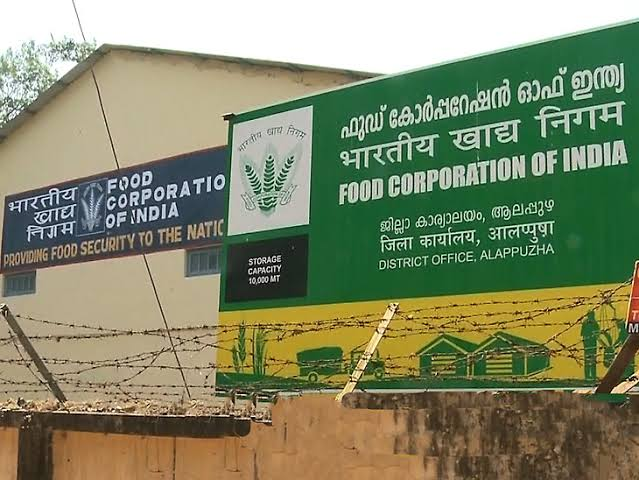 भारतीय
खाद्य
निगम
FOOD
CORPORATIO
OF INDIA
PROVIDING FOOD SECURITY TO THE NATIO
भारतीय खाद्य निगम
STORAGE
CAPACITY
10,000 MT
ഫുഡ് കോർപ്പറേഷൻ ഓഫ് ഇന്ത്യ
भारतीय खाद्य निगम
FOOD CORPORATION OF INDIA
ജില്ലാ കാര്യാലയം, ആലപ്പുഴ
जिला कार्यालय, आलप्पुषा
DISTRICT OFFICE, ALAPPUZHA
T
M